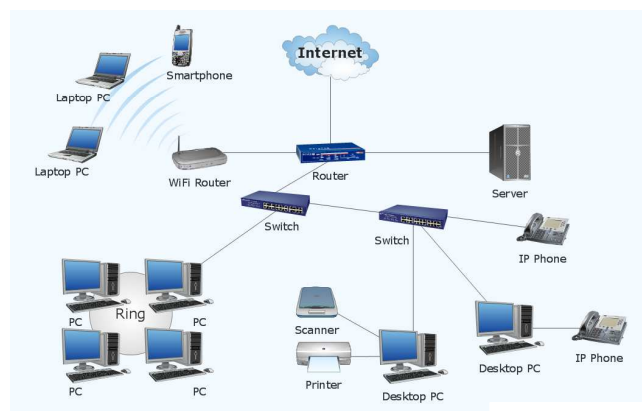 Internet
Smartphone
Laptop PC
Laptop PC
WiFi Router
Router
Server
Switch
Switch
IP Phone
PC
PC
Ring
Scanner
Printer
Desktop PC
Desktop PC
IP Phone
PC
PC